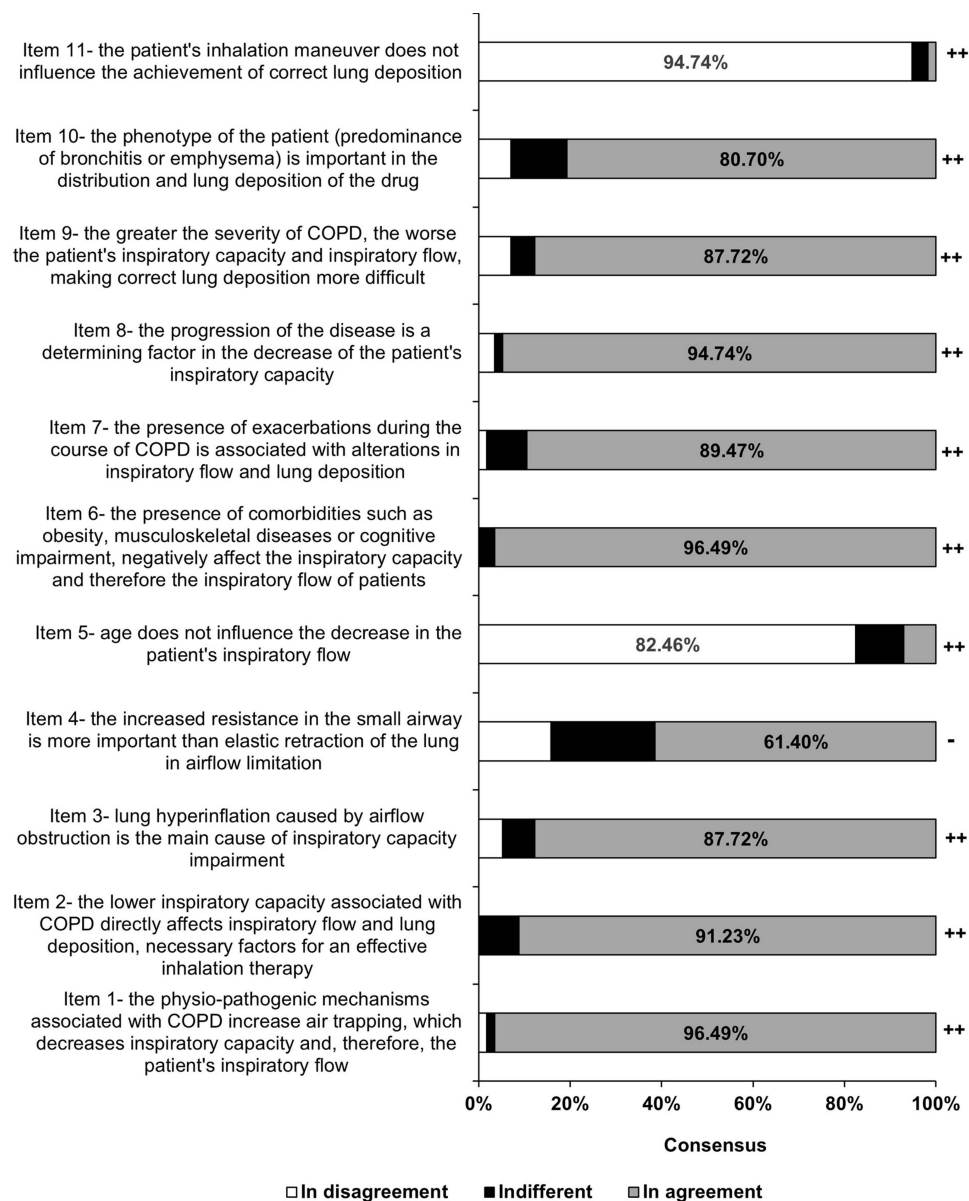 Item 11- the patient's inhalation maneuver does not
influence the achievement of correct lung deposition
94.74%
++
Item 10- the phenotype of the patient (predominance
of bronchitis or emphysema) is important in the
distribution and lung deposition of the drug
80.70%
++
Item 9- the greater the severity of COPD, the worse
the patient's inspiratory capacity and inspiratory flow,
making correct lung deposition more difficult
87.72%
++
Item 8- the progression of the disease is a
determining factor in the decrease of the patient's
inspiratory capacity
94.74%
++
Item 7- the presence of exacerbations during the
course of COPD is associated with alterations in
inspiratory flow and lung deposition
89.47%
++
Item 6- the presence of comorbidities such as
obesity, musculoskeletal diseases or cognitive
impairment, negatively affect the inspiratory capacity
and therefore the inspiratory flow of patients
96.49%
++
Item 5- age does not influence the decrease in the
patient's inspiratory flow
82.46%
++
Item 4- the increased resistance in the small airway
is more important than elastic retraction of the lung
in airflow limitation
61.40%
-
Item 3- lung hyperinflation caused by airflow
obstruction is the main cause of inspiratory capacity
impairment
87.72%
++
Item 2- the lower inspiratory capacity associated with
COPD directly affects inspiratory flow and lung
deposition, necessary factors for an effective
inhalation therapy
91.23%
++
Item 1- the physio-pathogenic mechanisms
associated with COPD increase air trapping, which
decreases inspiratory capacity and, therefore, the
patient's inspiratory flow
96.49%
++
0% 20% 40% 60% 80% 100%
Consensus
In disagreement Indifferent In agreement